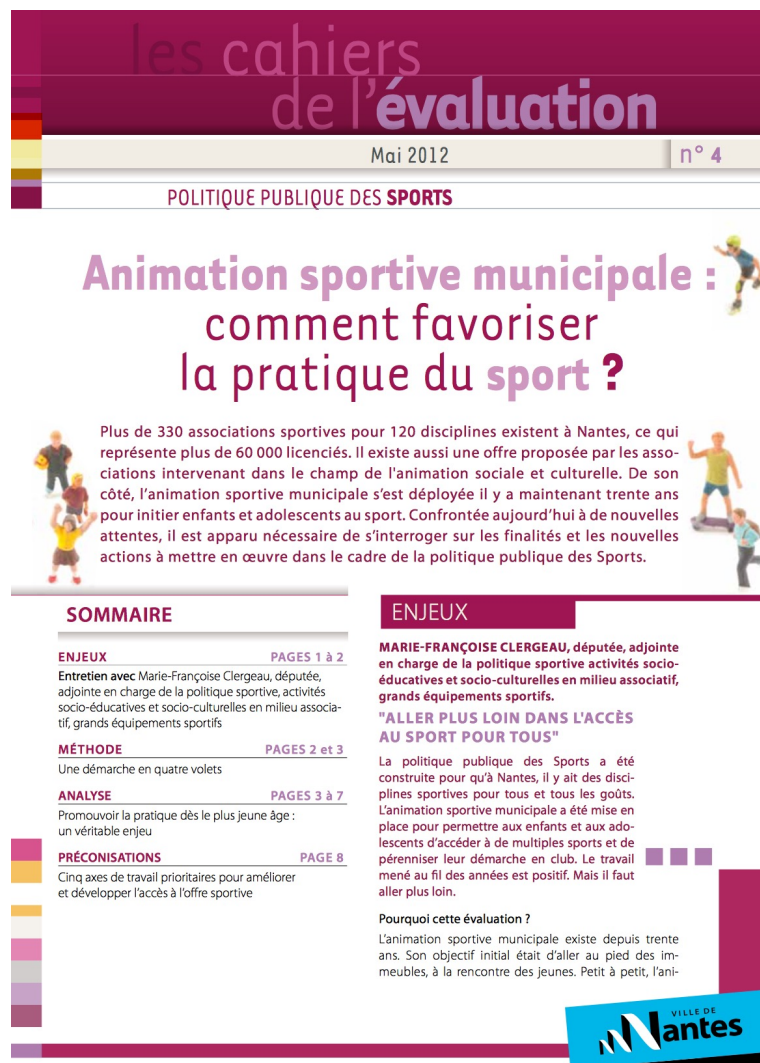 les cahiers
de l'évaluation
Mai 2012
n° 4
POLITIQUE PUBLIQUE DES SPORTS
Animation sportive municipale :
comment favoriser
la pratique du sport ?
Plus de 330 associations sportives pour 120 disciplines existent à Nantes, ce qui
représente plus de 60 000 licenciés. Il existe aussi une offre proposée par les asso-
ciations intervenant dans le champ de l'animation sociale et culturelle. De son
côté, l'animation sportive municipale s'est déployée il y a maintenant trente ans
pour initier enfants et adolescents au sport. Confrontée aujourd'hui à de nouvelles
attentes, il est apparu nécessaire de s'interroger sur les finalités et les nouvelles
actions à mettre en œuvre dans le cadre de la politique publique des Sports.
SOMMAIRE
ENJEUX PAGES 1 à 2
Entretien avec Marie-Françoise Clergeau, députée,
adjointe en charge de la politique sportive, activités
socio-éducatives et socio-culturelles en milieu associa-
tif, grands équipements sportifs
MÉTHODE PAGES 2 et 3
Une démarche en quatre volets
ANALYSE PAGES 3 à 7
Promouvoir la pratique dès le plus jeune âge :
un véritable enjeu
PRÉCONISATIONS PAGE 8
Cinq axes de travail prioritaires pour améliorer
et développer l'accès à l'offre sportive
ENJEUX
MARIE-FRANÇOISE CLERGEAU, députée, adjointe
en charge de la politique sportive activités socio-
éducatives et socio-culturelles en milieu associatif,
grands équipements sportifs.
"ALLER PLUS LOIN DANS L'ACCÈS
AU SPORT POUR TOUS"
La politique publique des Sports a été
construite pour qu'à Nantes, il y ait des disci-
plines sportives pour tous et tous les goûts.
L'animation sportive municipale a été mise en
place pour permettre aux enfants et aux ado-
lescents d'accéder à de multiples sports et de
pérenniser leur démarche en club. Le travail
mené au fil des années est positif. Mais il faut
aller plus loin.
Pourquoi cette évaluation ?
L'animation sportive municipale existe depuis trente
ans. Son objectif initial était d'aller au pied des im-
meubles, à la rencontre des jeunes. Petit à petit, l'ani-
VILLE DE
Nantes